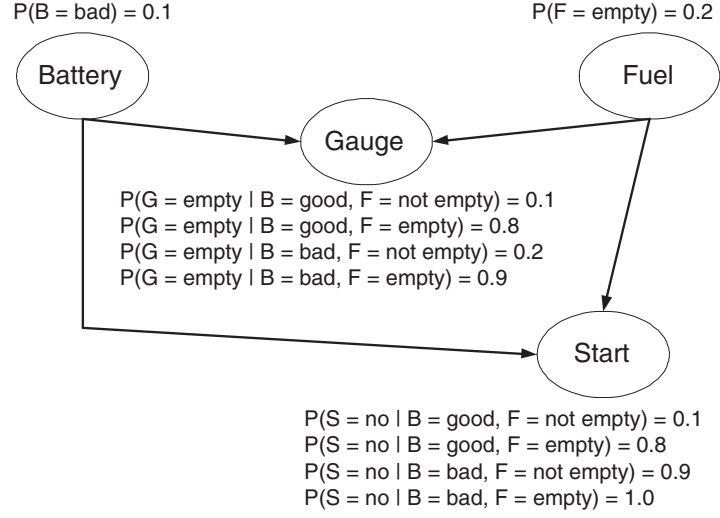 P(B = bad) = 0.1
P(F = empty) = 0.2
Battery
Fuel
Gauge
P(G = empty | B = good, F = not empty) = 0.1
P(G = empty | B = good, F = empty) = 0.8
P(G = empty | B = bad, F = not empty) = 0.2
P(G = empty | B = bad, F = empty) = 0.9
Start
P(S = no | B = good, F = not empty) = 0.1
P(S = no | B = good, F = empty) = 0.8
P(S = no | B = bad, F = not empty) = 0.9
P(S = no | B = bad, F = empty) = 1.0